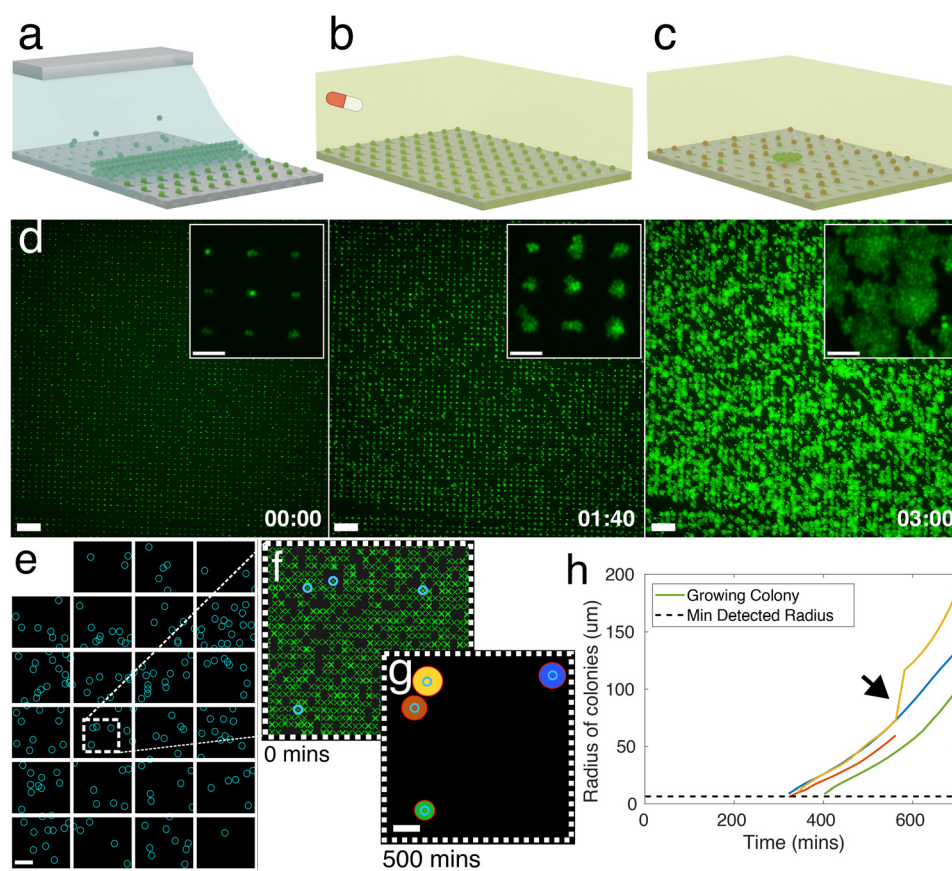 a
b
c
d
00:00
01:40
03:00
e
f
0 mins
g
500 mins
h
Radius of colonies (um)
200
150
100
50
0
Growing Colony
Min Detected Radius
0
200
400
600
Time (mins)